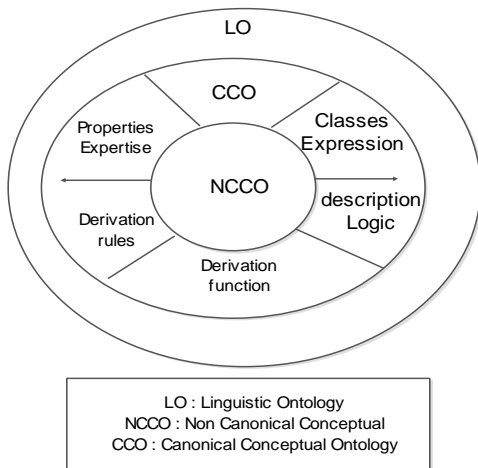 LO
CCO
Properties
Expertise
Classes
Expression
NCCO
description
Logic
Derivation
rules
Derivation
function
LO : Linguistic Ontology
NCCO : Non Canonical Conceptual
CCO : Canonical Conceptual Ontology